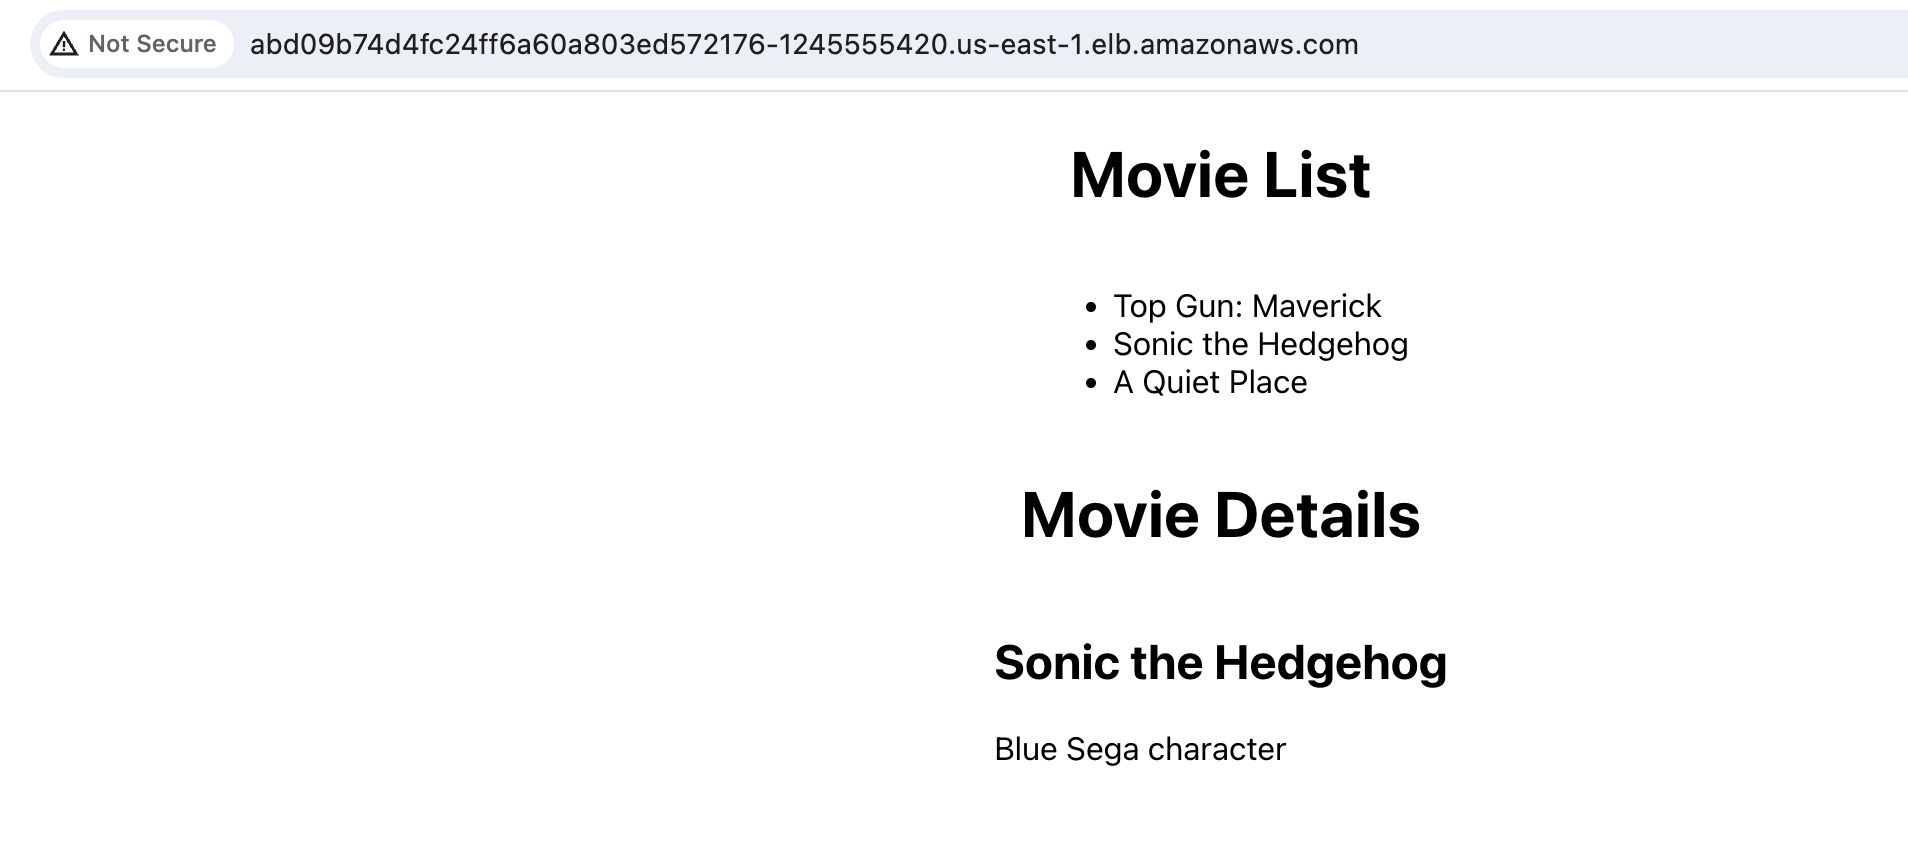 Not Secure abd09b74d4fc24ff6a60a803ed572176-1245555420.us-east-1.elb.amazonaws.com
Movie List
• Top Gun: Maverick
• Sonic the Hedgehog
• A Quiet Place
Movie Details
Sonic the Hedgehog
Blue Sega character